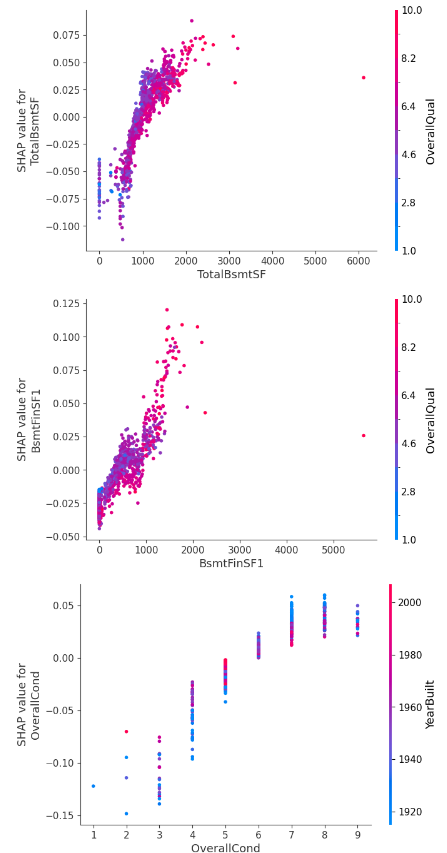 SHAP value for
TotalBsmtSF
0.075
0.050
0.025
0.000
−0.025
−0.050
−0.075
−0.100
0 1000 2000 3000 4000 5000 6000
TotalBsmtSF
10.0
8.2
6.4
4.6
2.8
1.0
OverallQual
SHAP value for
BsmtFinSF1
0.125
0.100
0.075
0.050
0.025
0.000
−0.025
−0.050
0 1000 2000 3000 4000 5000
BsmtFinSF1
10.0
8.2
6.4
4.6
2.8
1.0
OverallQual
SHAP value for
OverallCond
0.05
0.00
−0.05
−0.10
−0.15
1 2 3 4 5 6 7 8 9
OverallCond
2000
1980
1960
1940
1920
YearBuilt